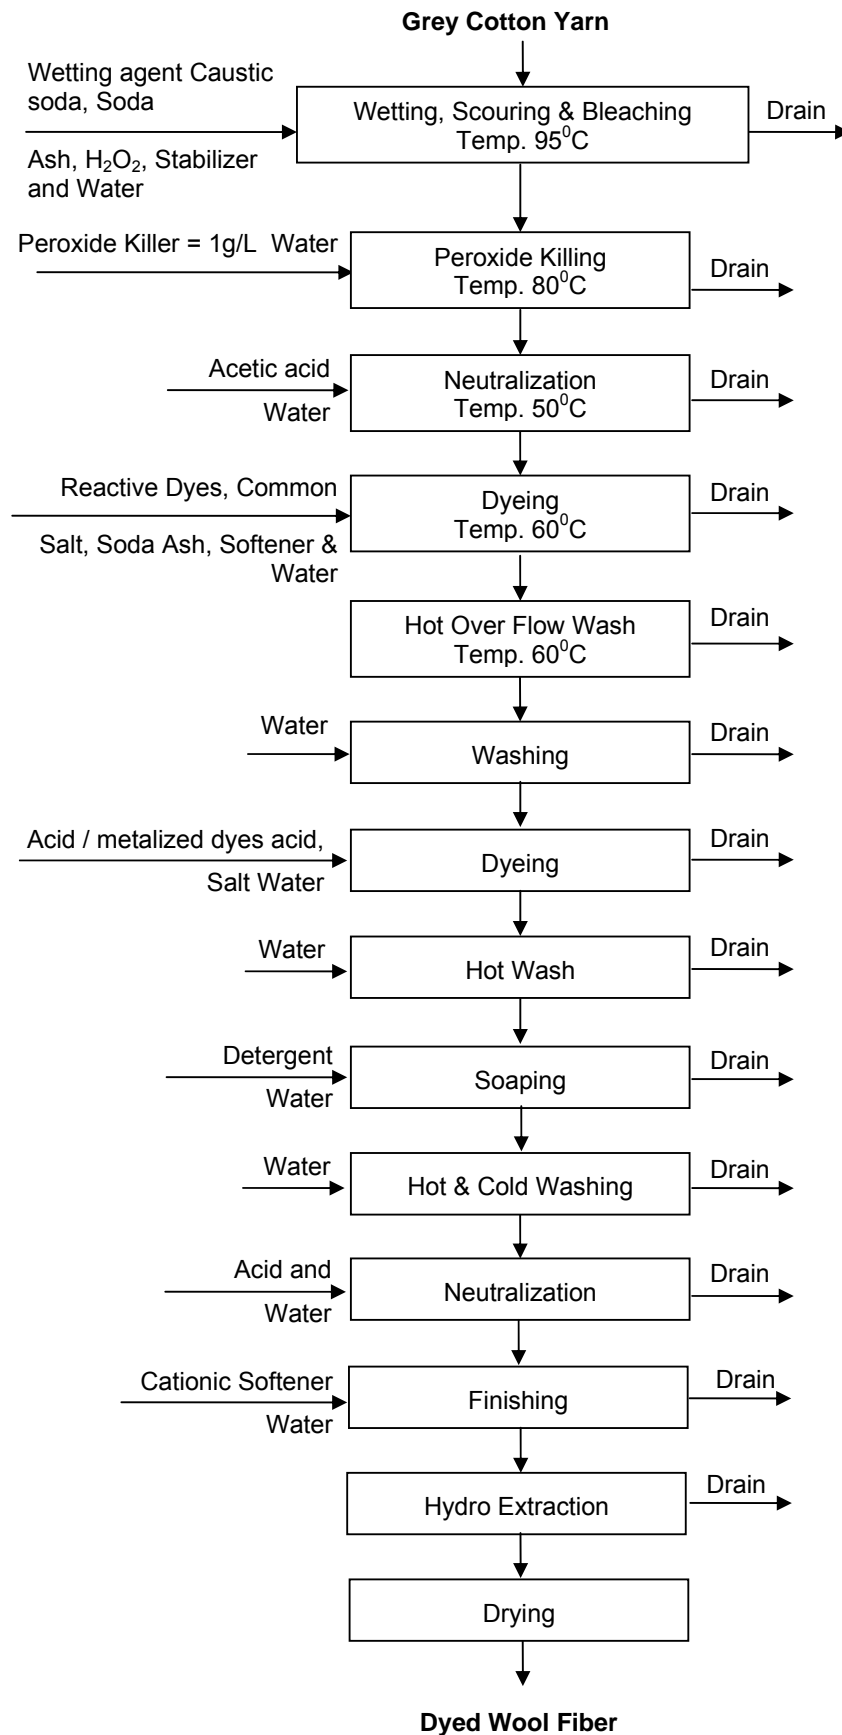 Grey Cotton Yarn
Wetting agent Caustic
soda, Soda
Ash, H₂O₂, Stabilizer
and Water
Wetting, Scouring & Bleaching
Temp. 95⁰C
Drain
Peroxide Killer = 1g/L  Water
Peroxide Killing
Temp. 80⁰C
Drain
Acetic acid
Water
Neutralization
Temp. 50⁰C
Drain
Reactive Dyes, Common
Salt, Soda Ash, Softener &
Water
Dyeing
Temp. 60⁰C
Drain
Hot Over Flow Wash
Temp. 60⁰C
Drain
Water
Washing
Drain
Acid / metalized dyes acid,
Salt Water
Dyeing
Drain
Water
Hot Wash
Drain
Detergent
Water
Soaping
Drain
Water
Hot & Cold Washing
Drain
Acid and
Water
Neutralization
Drain
Cationic Softener
Water
Finishing
Drain
Hydro Extraction
Drain
Drying
Dyed Wool Fiber